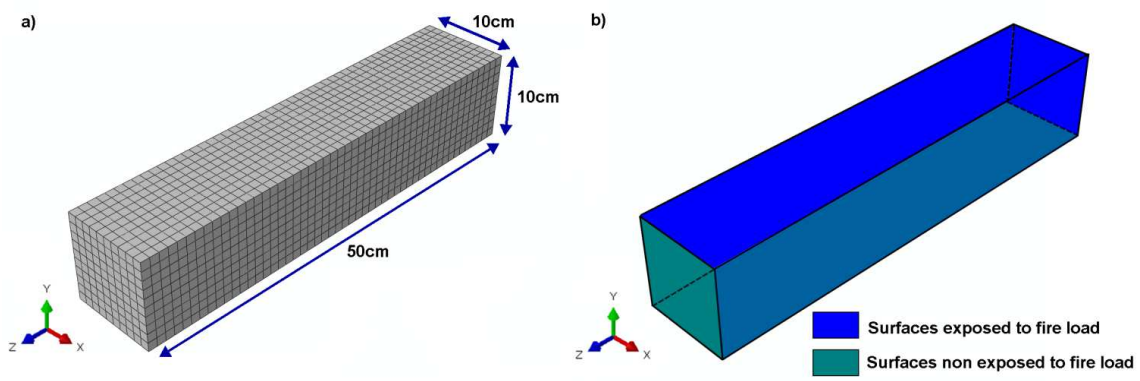 a)
10cm
10cm
50cm
Y
Z
X
b)
Y
Z
X
Surfaces exposed to fire load
Surfaces non exposed to fire load